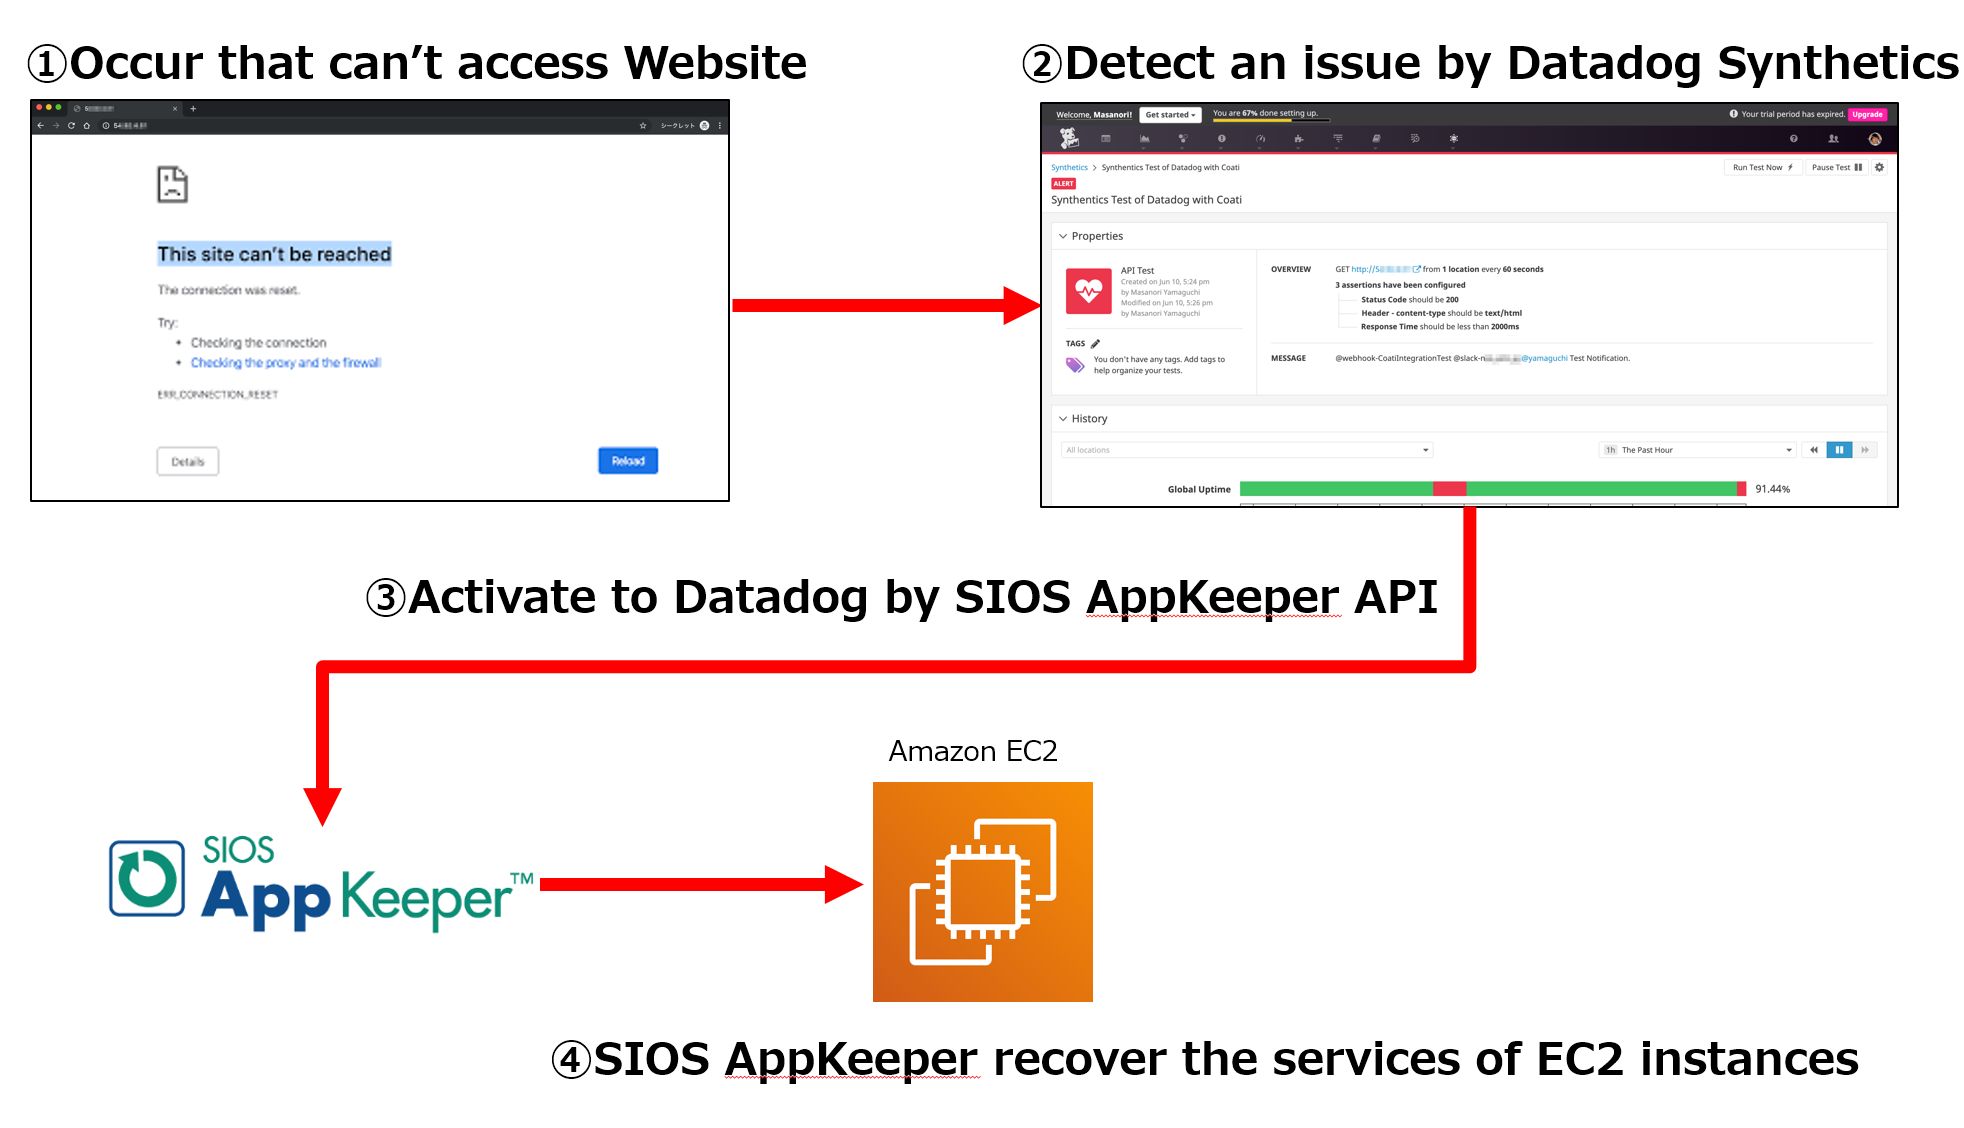 ①Occur that can’t access Website
②Detect an issue by Datadog Synthetics
シークレット
This site can’t be reached
The connection was reset.
Try:
• Checking the connection
• Checking the proxy and the firewall
ERR_CONNECTION_RESET
Details
Reload
Welcome, Masanori!
Get started
You are 67% done setting up.
Your trial period has expired.
Upgrade
Synthetics > Synthentics Test of Datadog with Coati
Run Test Now
Pause Test
ALERT
Synthentics Test of Datadog with Coati
Properties
API Test
Created on Jun 10, 5:24 pm
by Masanori Yamaguchi
Modified on Jun 10, 5:26 pm
by Masanori Yamaguchi
TAGS
You don't have any tags. Add tags to
help organize your tests.
OVERVIEW
GET http://5 from 1 location every 60 seconds
3 assertions have been configured
Status Code should be 200
Header - content-type should be text/html
Response Time should be less than 2000ms
MESSAGE
@webhook-CoatiIntegrationTest @slack-n @yamaguchi Test Notification.
History
All locations
1h The Past Hour
Global Uptime
91.44%
③Activate to Datadog by SIOS AppKeeper API
Amazon EC2
SIOS
AppKeeper™
④SIOS AppKeeper recover the services of EC2 instances